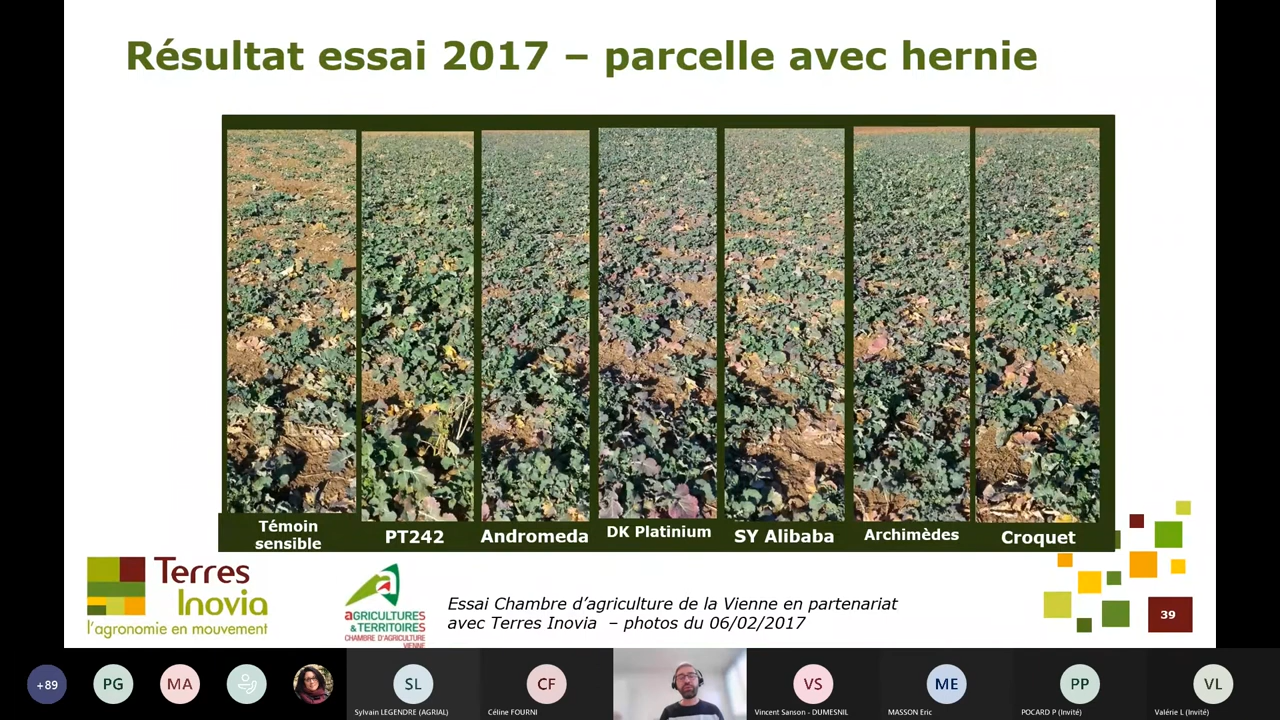 Résultat essai 2017 – parcelle avec hernie
Témoin
sensible
PT242
Andromeda
DK Platinium
SY Alibaba
Archimèdes
Croquet
Terres
Inovia
l'agronomie en mouvement
aGRICULTURES
& TERRITOIRES
CHAMBRE D'AGRICULTURE
VIENNE
Essai Chambre d'agriculture de la Vienne en partenariat
avec Terres Inovia – photos du 06/02/2017
39
+89
PG
MA
SL
CF
VS
ME
PP
VL
Sylvain LEGENDRE (AGRIAL)
Céline FOURNI
Vincent Sanson - DUMESNIL
MASSON Eric
POCARD P (Invité)
Valérie L (Invité)